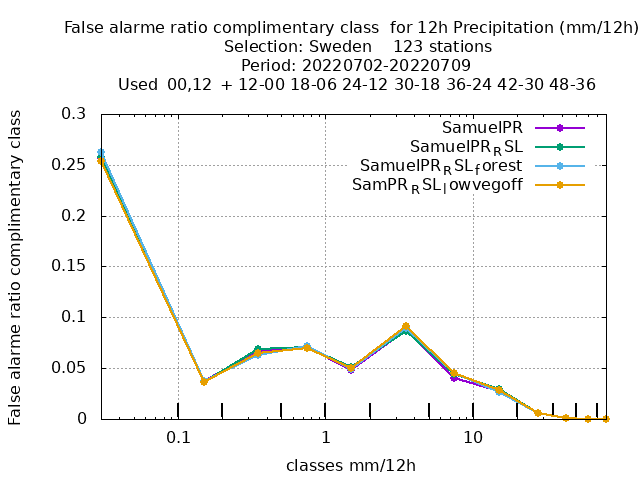 False alarme ratio complimentary class  for 12h Precipitation (mm/12h)
Selection: Sweden    123 stations
Period: 20220702-20220709
Used  00,12  + 12-00 18-06 24-12 30-18 36-24 42-30 48-36
False alarme ratio complimentary class
0.3
0.25
0.2
0.15
0.1
0.05
0
SamuelPR
SamuelPR_RSL
SamuelPR_RSL_forest
SamPR_RSL_lowvegoff
0.1
1
10
classes mm/12h